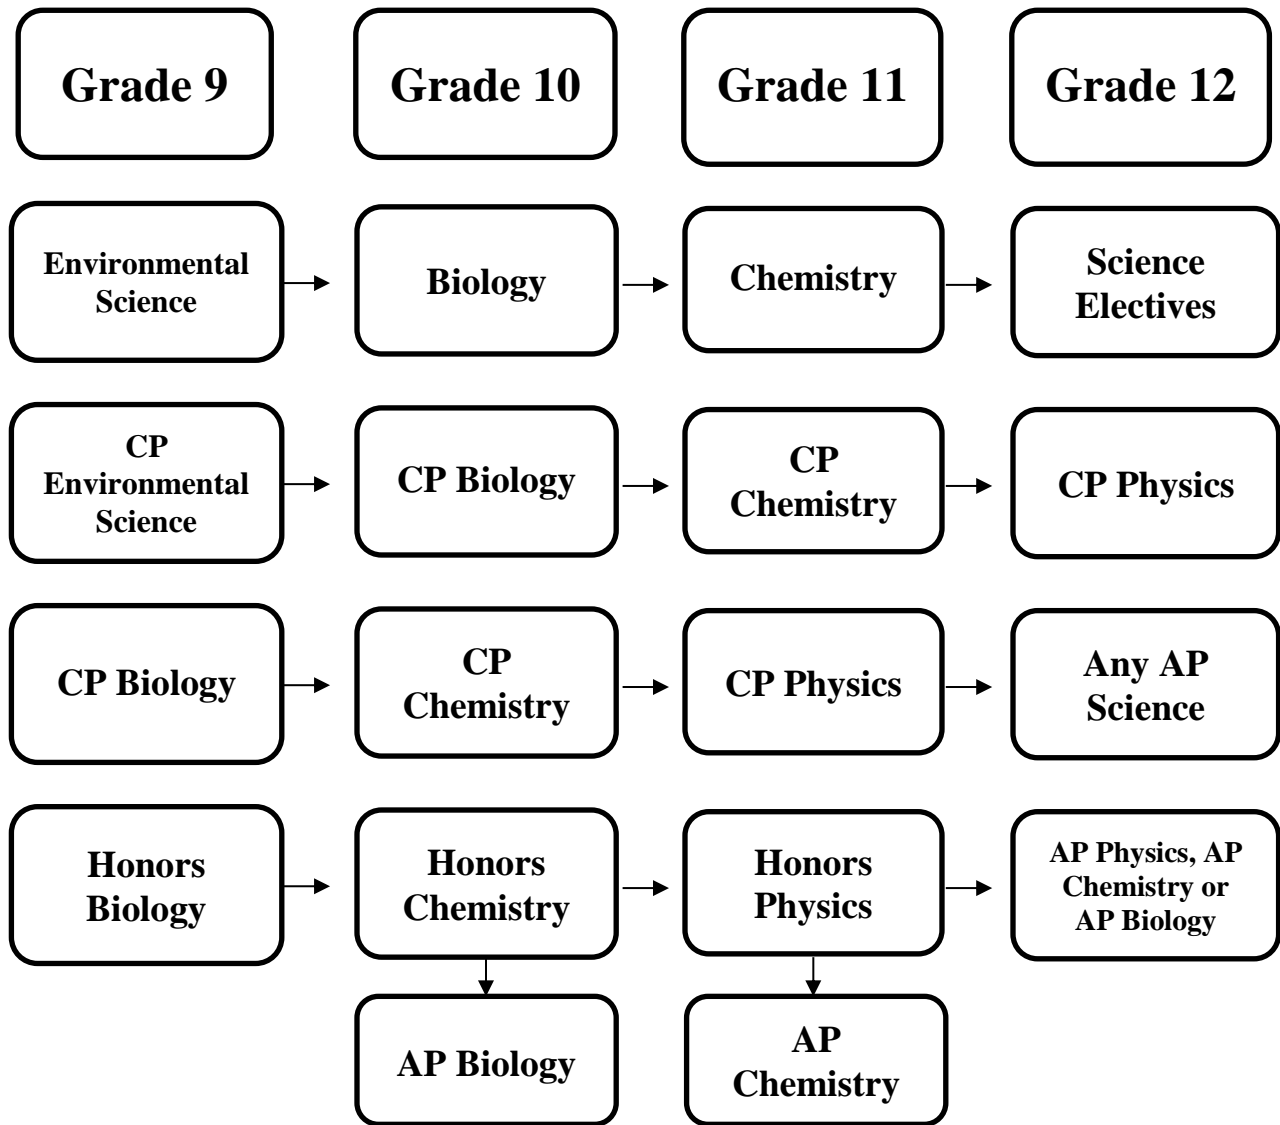 Grade 9
Grade 10
Grade 11
Grade 12
Environmental
Science
Biology
Chemistry
Science
Electives
CP
Environmental
Science
CP Biology
CP
Chemistry
CP Physics
CP Biology
CP
Chemistry
CP Physics
Any AP
Science
Honors
Biology
Honors
Chemistry
Honors
Physics
AP Physics, AP
Chemistry or
AP Biology
AP Biology
AP
Chemistry